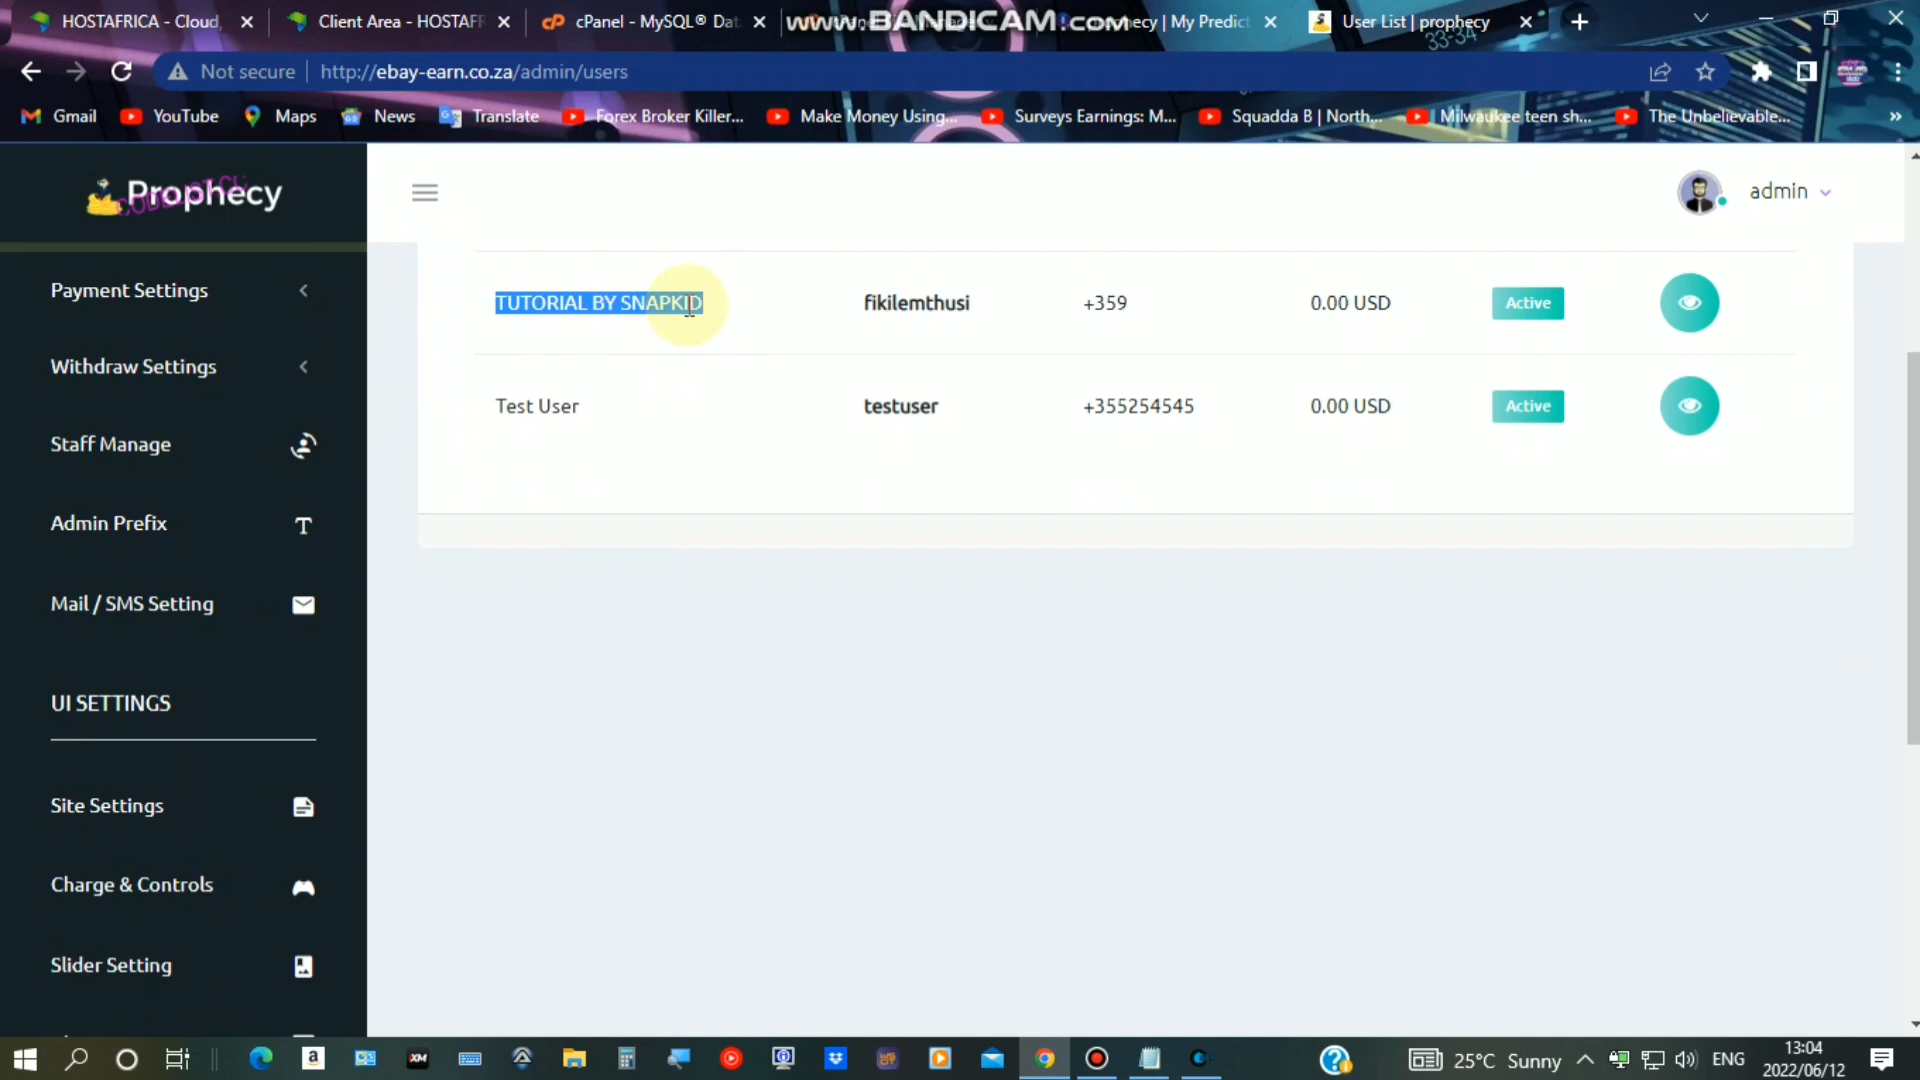 HOSTAFRICA - Cloud,
Client Area - HOSTAFR
cPanel - MySQL® Dat
www.BANDICAM.com
ophecy | My Predict
User List | prophecy
33-34
Not secure
http://ebay-earn.co.za/admin/users
Gmail
YouTube
Maps
News
Translate
Forex Broker Killer...
Make Money Using...
Surveys Earnings: M...
Squadda B | North...
Milwaukee teen sh...
The Unbelievable...
Prophecy
admin
Payment Settings
Withdraw Settings
Staff Manage
Admin Prefix
Mail / SMS Setting
UI SETTINGS
Site Settings
Charge & Controls
Slider Setting
TUTORIAL BY SNAPKID fikilemthusi +359 0.00 USD Active
Test User testuser +355254545 0.00 USD Active
25°C Sunny
ENG
13:04
2022/06/12